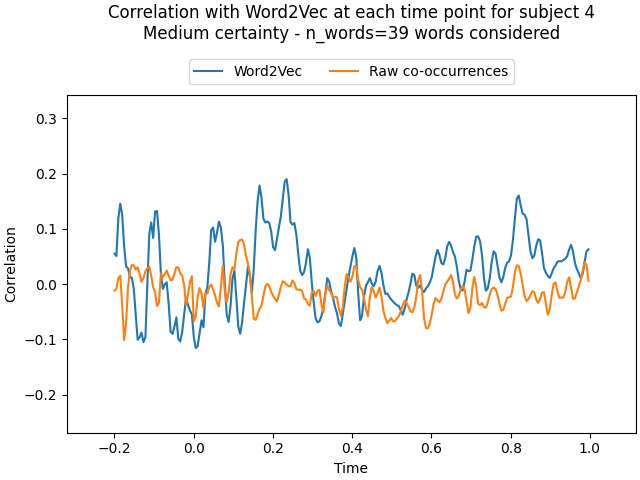 Correlation with Word2Vec at each time point for subject 4
Medium certainty - n_words=39 words considered
Word2Vec
Raw co-occurrences
0.3
0.2
0.1
0.0
−0.1
−0.2
Correlation
−0.2
0.0
0.2
0.4
0.6
0.8
1.0
Time